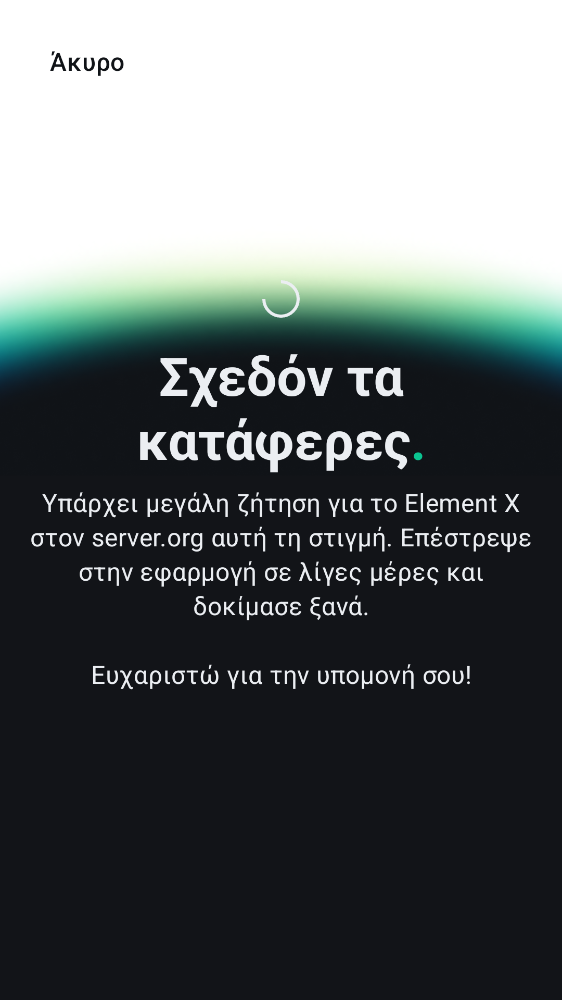 Άκυρο
Σχεδόν τα
κατάφερες.
Υπάρχει μεγάλη ζήτηση για το Element X
στον server.org αυτή τη στιγμή. Επέστρεψε
στην εφαρμογή σε λίγες μέρες και
δοκίμασε ξανά.
Ευχαριστώ για την υπομονή σου!